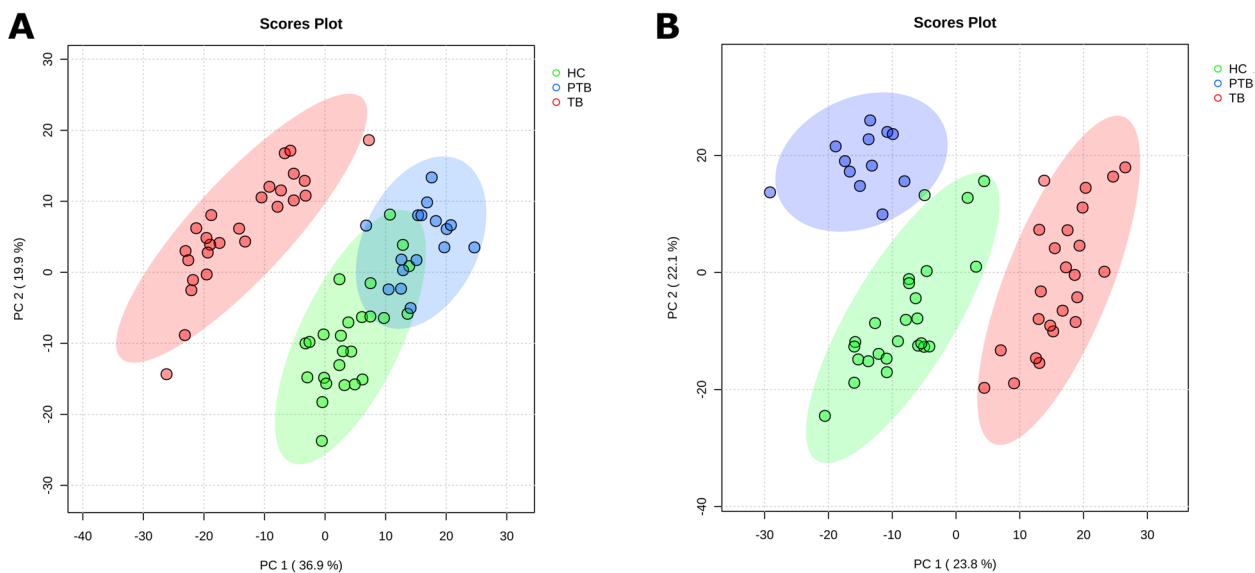 A
Scores Plot
30
20
10
0
-10
-20
-30
-40
-30
-20
-10
0
10
20
30
PC 2 ( 19.9 %)
PC 1 ( 36.9 %)
HC
PTB
TB
B
Scores Plot
20
0
-20
-40
-30
-20
-10
0
10
20
30
PC 2 ( 22.1 %)
PC 1 ( 23.8 %)
HC
PTB
TB